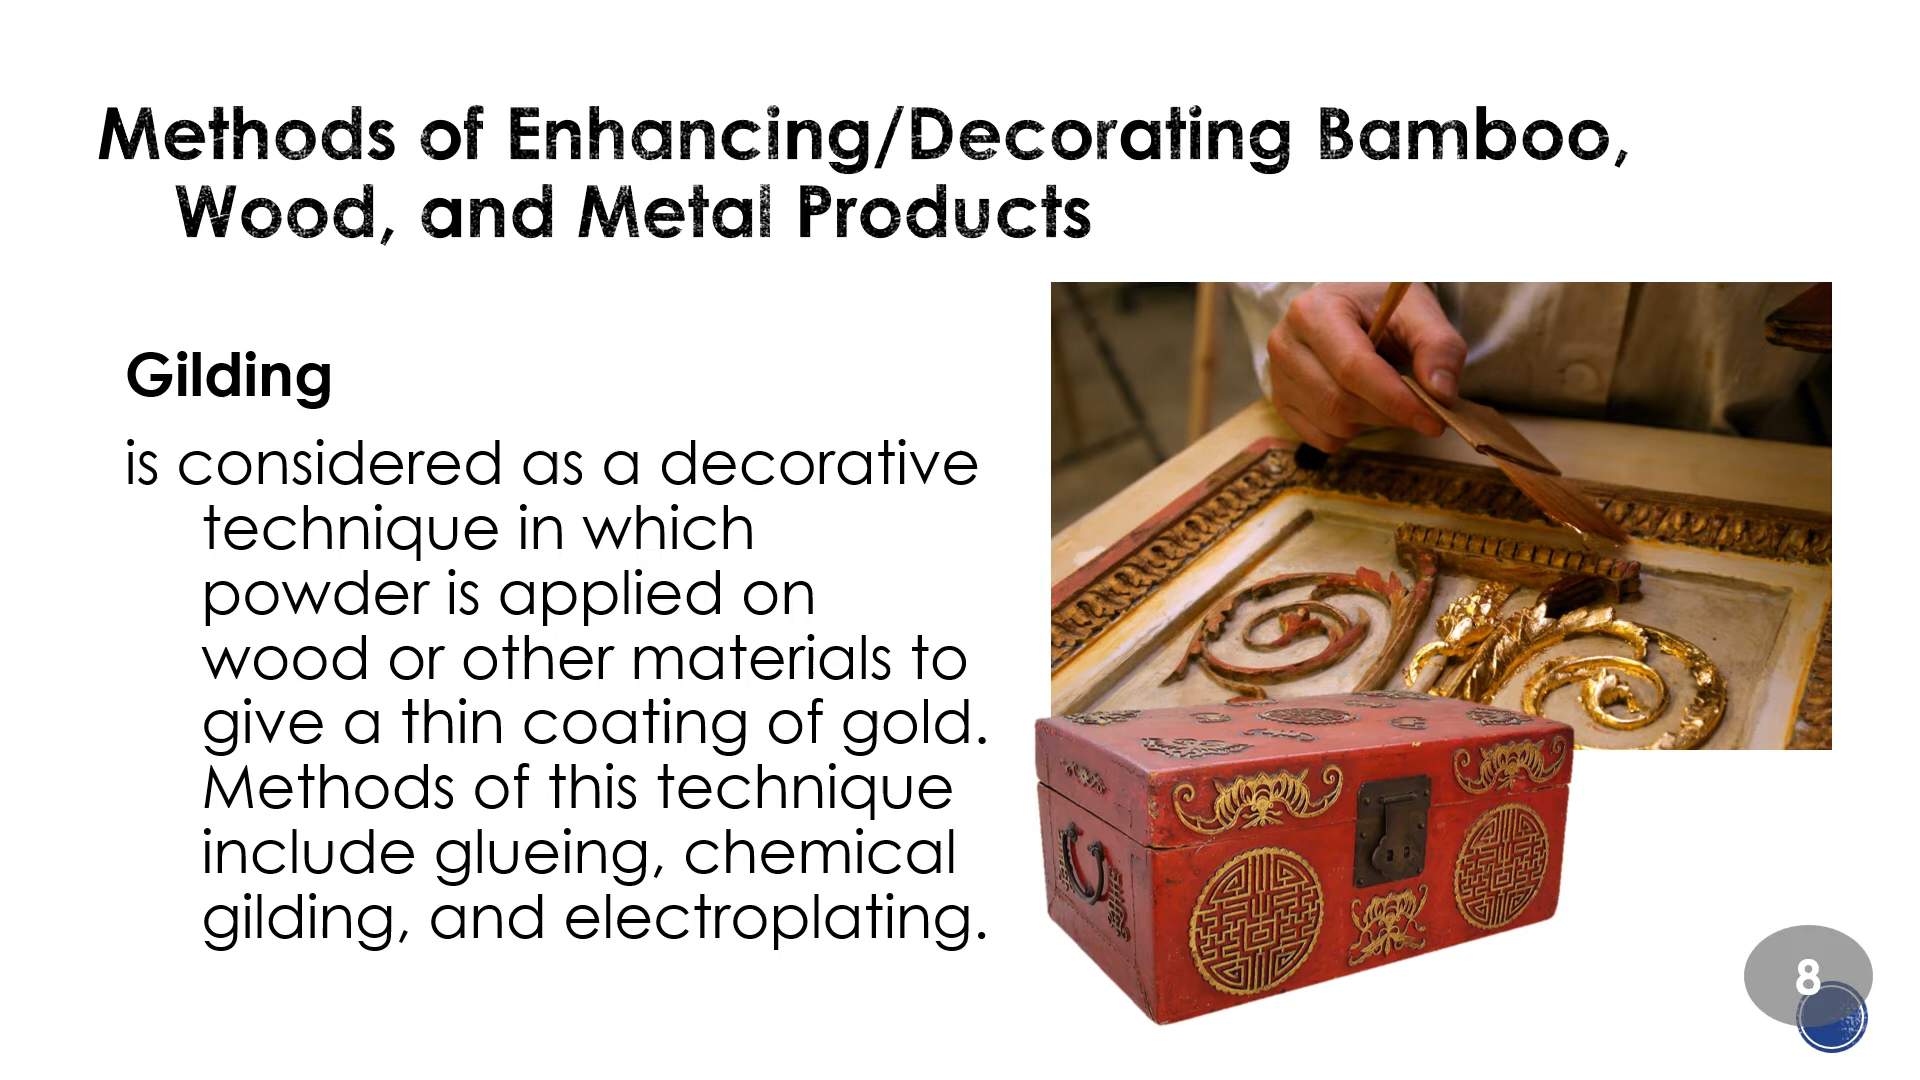 Methods of Enhancing/Decorating Bamboo,
Wood, and Metal Products
Gilding
is considered as a decorative
technique in which
powder is applied on
wood or other materials to
give a thin coating of gold.
Methods of this technique
include glueing, chemical
gilding, and electroplating.
8